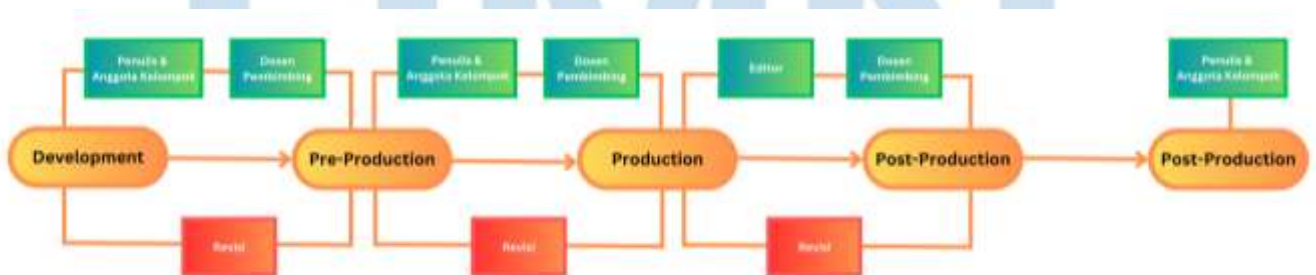 Penulis &
Anggota Kelompok
Dosen
Pembimbing
Penulis &
Anggota Kelompok
Dosen
Pembimbing
Editor
Dosen
Pembimbing
Penulis &
Anggota Kelompok
Development
Pre-Production
Production
Post-Production
Post-Production
Revisi
Revisi
Revisi